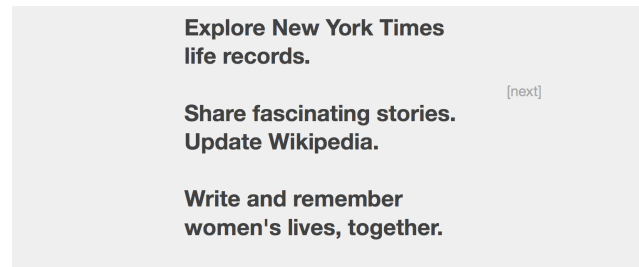 Explore New York Times
life records.
[next]
Share fascinating stories.
Update Wikipedia.
Write and remember
women's lives, together.